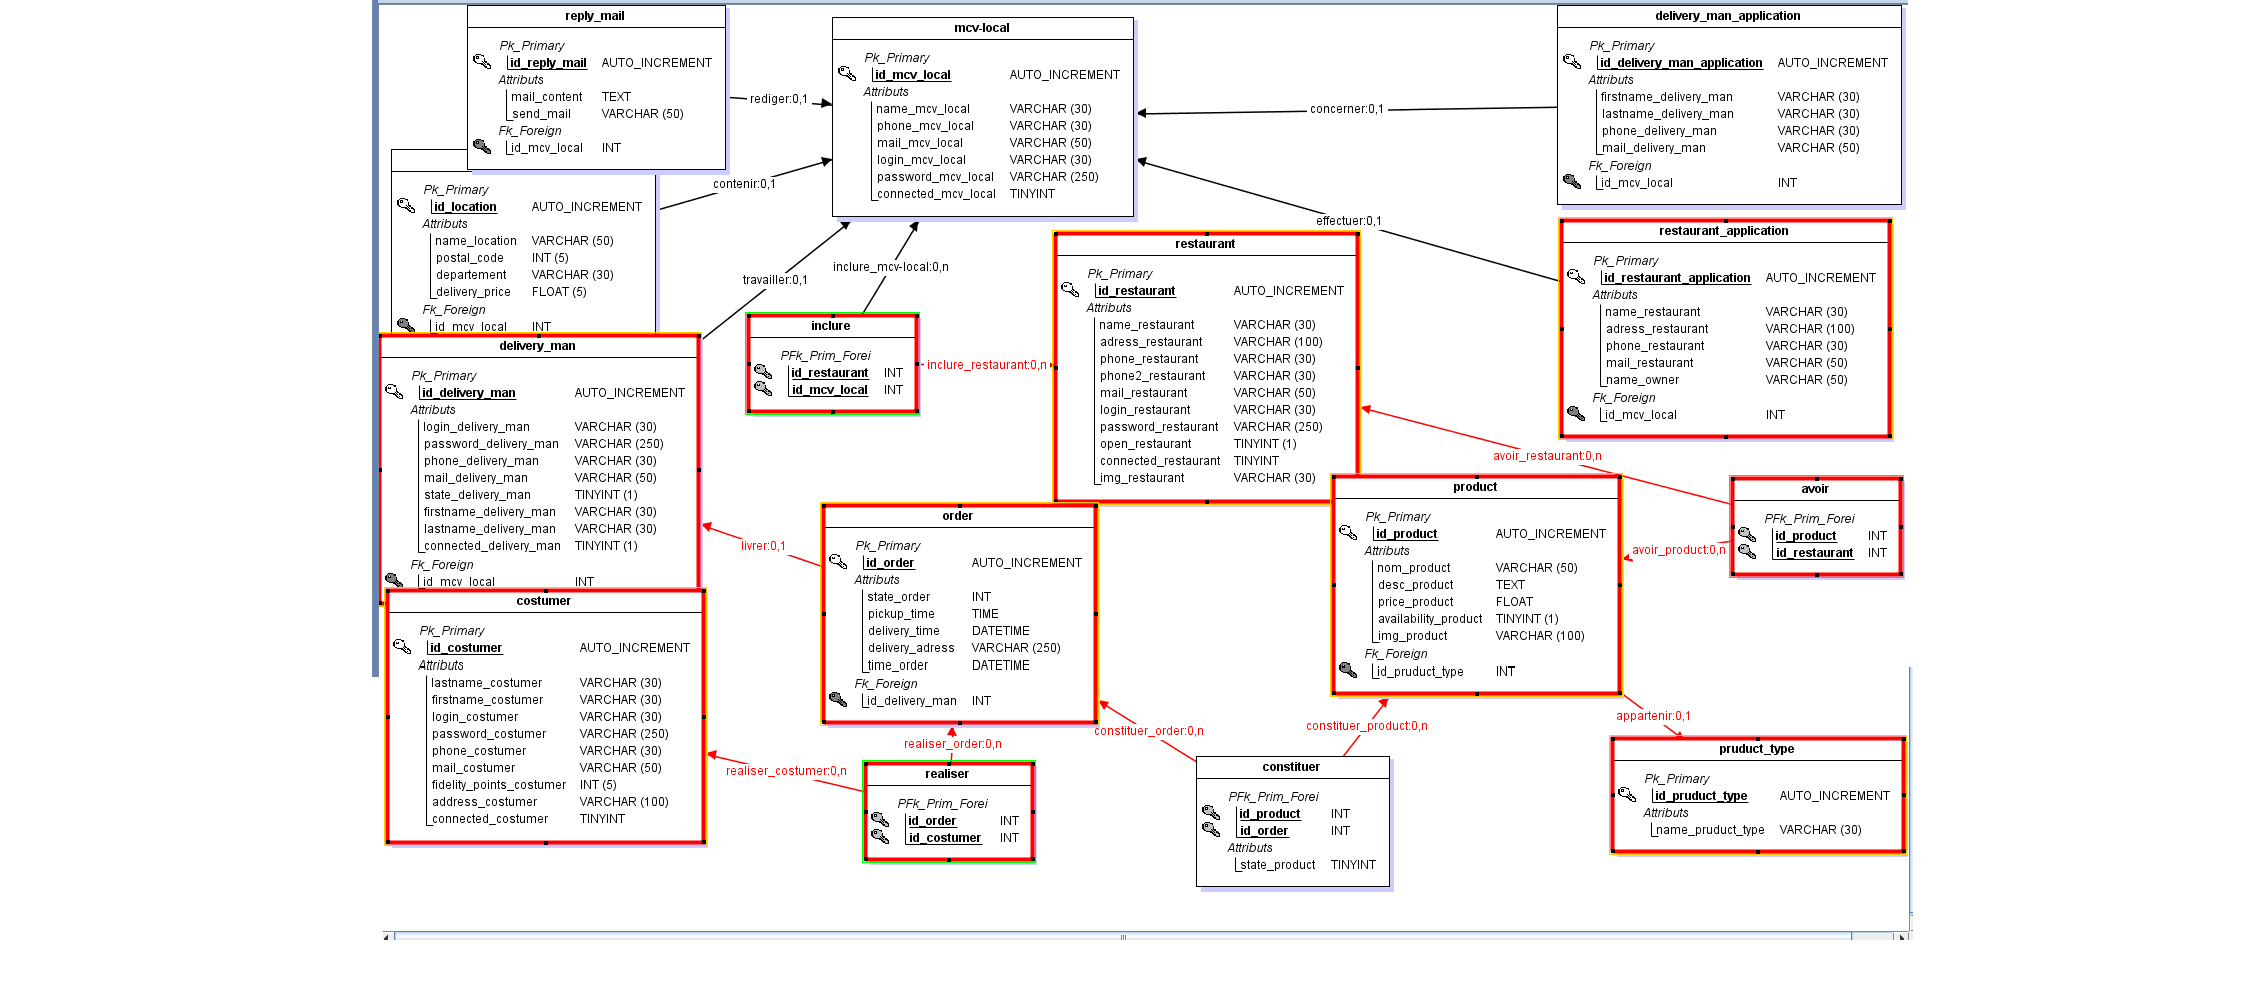 reply_mail
Pk_Primary
id_reply_mail AUTO_INCREMENT
Attributs
mail_content TEXT
send_mail VARCHAR (50)
Fk_Foreign
id_mcv_local INT
mcv-local
Pk_Primary
id_mcv_local AUTO_INCREMENT
Attributs
name_mcv_local VARCHAR (30)
phone_mcv_local VARCHAR (30)
mail_mcv_local VARCHAR (50)
login_mcv_local VARCHAR (30)
password_mcv_local VARCHAR (250)
connected_mcv_local TINYINT
delivery_man_application
Pk_Primary
id_delivery_man_application AUTO_INCREMENT
Attributs
firstname_delivery_man VARCHAR (30)
lastname_delivery_man VARCHAR (30)
phone_delivery_man VARCHAR (30)
mail_delivery_man VARCHAR (50)
Fk_Foreign
id_mcv_local INT
rediger:0,1
concerner:0,1
contenir:0,1
effectuer:0,1
travailler:0,1
inclure_mcv-local:0,n
Pk_Primary
id_location AUTO_INCREMENT
Attributs
name_location VARCHAR (50)
postal_code INT (5)
departement VARCHAR (30)
delivery_price FLOAT (5)
Fk_Foreign
id_mcv_local INT
restaurant
Pk_Primary
id_restaurant AUTO_INCREMENT
Attributs
name_restaurant VARCHAR (30)
adress_restaurant VARCHAR (100)
phone_restaurant VARCHAR (30)
phone2_restaurant VARCHAR (30)
mail_restaurant VARCHAR (50)
login_restaurant VARCHAR (30)
password_restaurant VARCHAR (250)
open_restaurant TINYINT (1)
connected_restaurant TINYINT
img_restaurant VARCHAR (30)
restaurant_application
Pk_Primary
id_restaurant_application AUTO_INCREMENT
Attributs
name_restaurant VARCHAR (30)
adress_restaurant VARCHAR (100)
phone_restaurant VARCHAR (30)
mail_restaurant VARCHAR (50)
name_owner VARCHAR (50)
Fk_Foreign
id_mcv_local INT
inclure
PFk_Prim_Forei
id_restaurant INT
id_mcv_local INT
inclure_restaurant:0,n
delivery_man
Pk_Primary
id_delivery_man AUTO_INCREMENT
Attributs
login_delivery_man VARCHAR (30)
password_delivery_man VARCHAR (250)
phone_delivery_man VARCHAR (30)
mail_delivery_man VARCHAR (50)
state_delivery_man TINYINT (1)
firstname_delivery_man VARCHAR (30)
lastname_delivery_man VARCHAR (30)
connected_delivery_man TINYINT (1)
Fk_Foreign
id_mcv_local INT
avoir_restaurant:0,n
product
Pk_Primary
id_product AUTO_INCREMENT
Attributs
nom_product VARCHAR (50)
desc_product TEXT
price_product FLOAT
availability_product TINYINT (1)
img_product VARCHAR (100)
Fk_Foreign
id_pruduct_type INT
avoir
PFk_Prim_Forei
id_product INT
id_restaurant INT
avoir_product:0,n
order
Pk_Primary
id_order AUTO_INCREMENT
Attributs
state_order INT
pickup_time TIME
delivery_time DATETIME
delivery_adress VARCHAR (250)
time_order DATETIME
Fk_Foreign
id_delivery_man INT
livrer:0,1
costumer
Pk_Primary
id_costumer AUTO_INCREMENT
Attributs
lastname_costumer VARCHAR (30)
firstname_costumer VARCHAR (30)
login_costumer VARCHAR (30)
password_costumer VARCHAR (250)
phone_costumer VARCHAR (30)
mail_costumer VARCHAR (50)
fidelity_points_costumer INT (5)
address_costumer VARCHAR (100)
connected_costumer TINYINT
realiser_order:0,n
realiser_costumer:0,n
constituer_order:0,n
constituer_product:0,n
appartenir:0,1
realiser
PFk_Prim_Forei
id_order INT
id_costumer INT
constituer
PFk_Prim_Forei
id_product INT
id_order INT
Attributs
state_product TINYINT
pruduct_type
Pk_Primary
id_pruduct_type AUTO_INCREMENT
Attributs
name_pruduct_type VARCHAR (30)